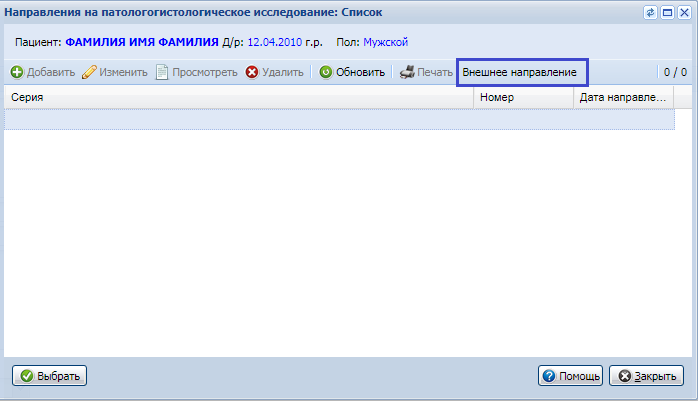 Направления на патологогистологическое исследование: Список
Пациент: ФАМИЛИЯ ИМЯ ФАМИЛИЯ Д/р: 12.04.2010 г.р. Пол: Мужской
Добавить Изменить Просмотреть Удалить Обновить Печать Внешнее направление 0 / 0
Серия Номер Дата направле...
Выбрать Помощь Закрыть